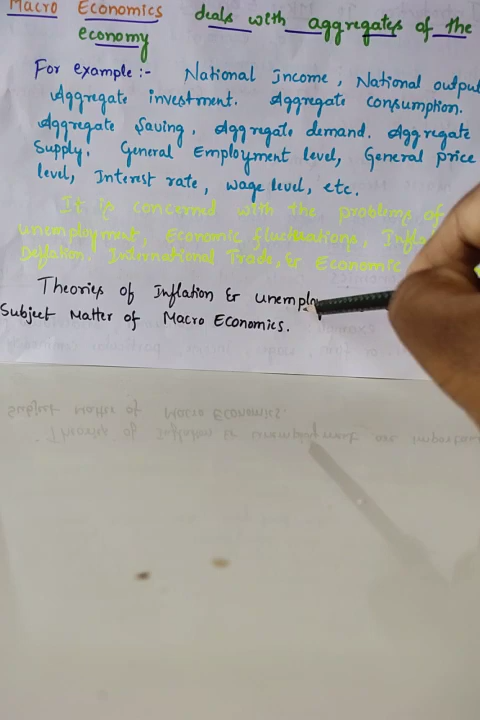 Macro Economics deals with aggregates of the
economy
For example :- National Income, National output
Aggregate investment. Aggregate consumption.
Aggregate Saving, Aggregate demand. Aggregate
Supply. General Employment level, General price
level, Interest rate, wage level, etc.
It is concerned with the problems of
unemployment, Economic fluctuations, Infla
Deflation. International Trade, & Economic
Theories of Inflation & unemplo
Subject Matter of Macro Economics.